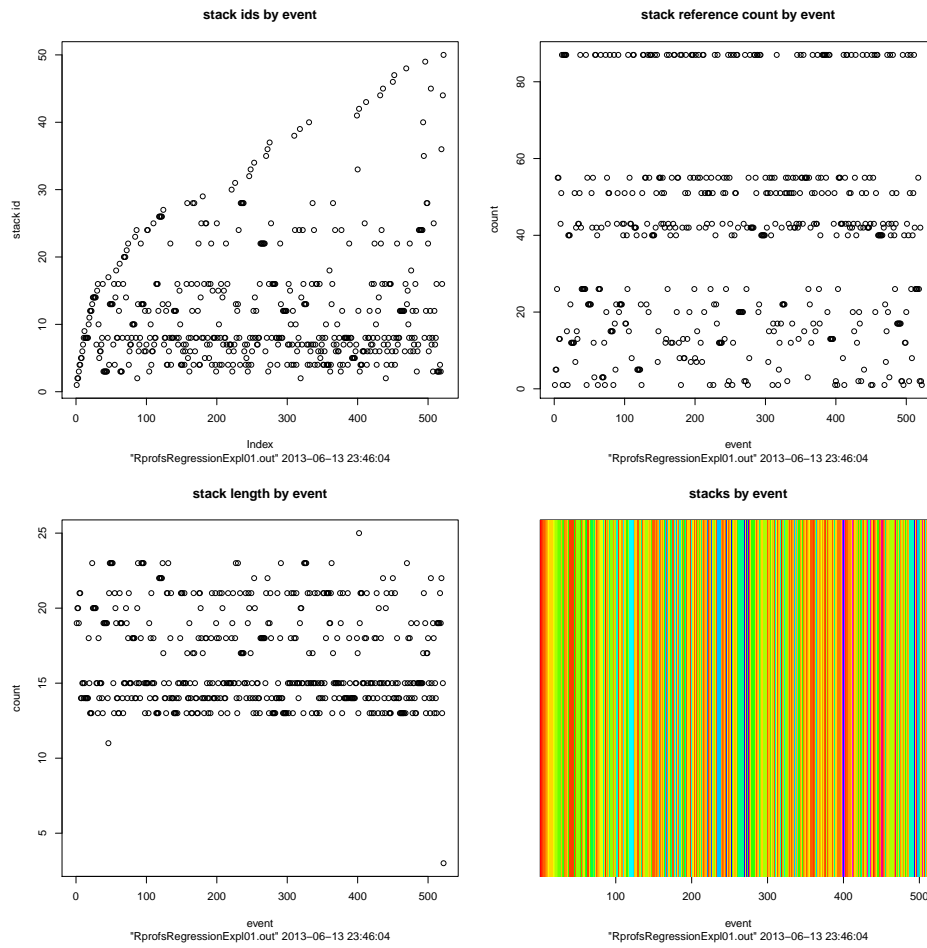 stack ids by event
50
40
30
20
10
0
stack id
0 100 200 300 400 500
Index
"RprofsRegressionExpl01.out" 2013−06−13 23:46:04
stack reference count by event
80
60
40
20
0
count
0 100 200 300 400 500
event
"RprofsRegressionExpl01.out" 2013−06−13 23:46:04
stack length by event
25
20
15
10
5
count
0 100 200 300 400 500
event
"RprofsRegressionExpl01.out" 2013−06−13 23:46:04
stacks by event
100 200 300 400 500
event
"RprofsRegressionExpl01.out" 2013−06−13 23:46:04